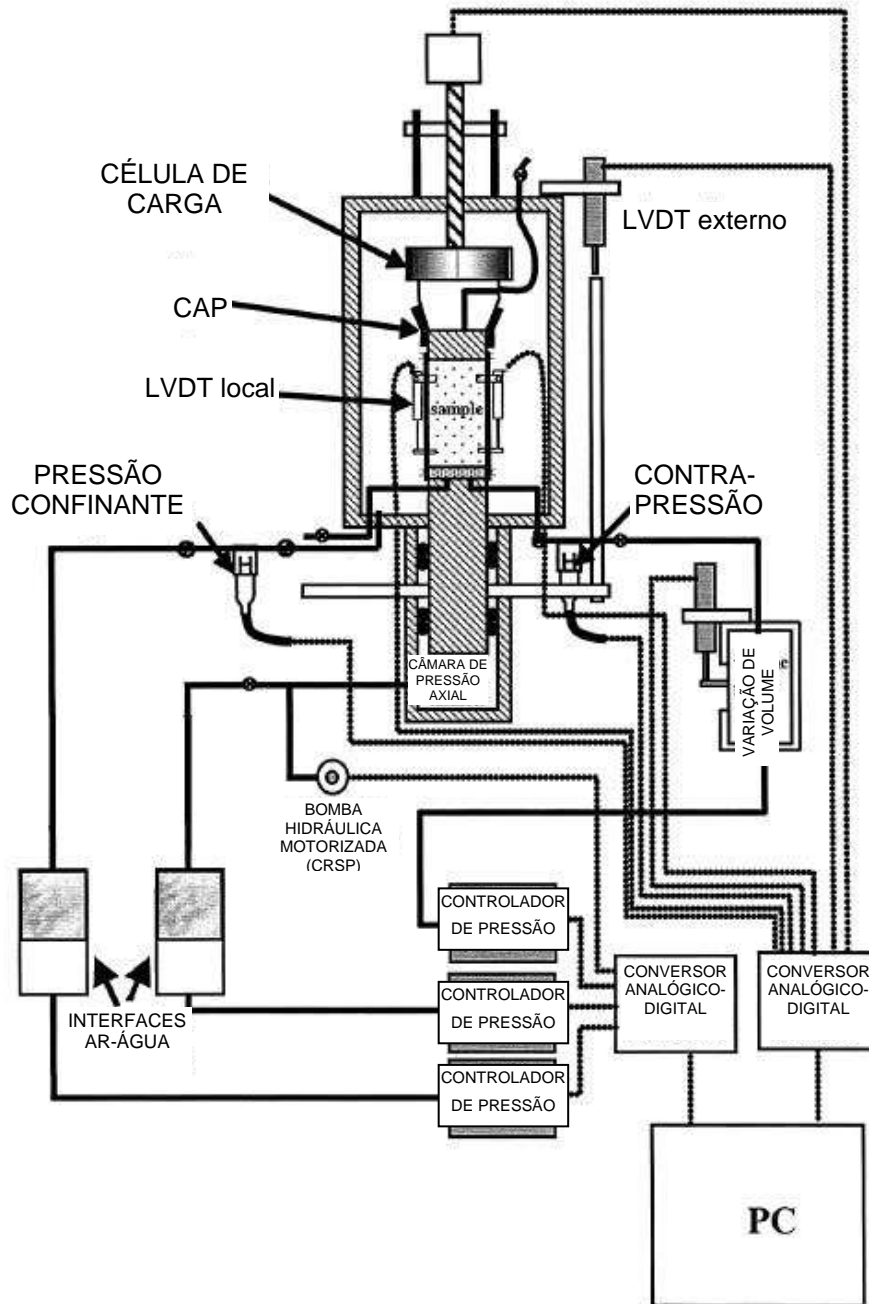 CÉLULA DE
CARGA
LVDT externo
CAP
LVDT local
sample
PRESSÃO
CONFINANTE
CONTRA-
PRESSÃO
CÂMARA DE
PRESSÃO
AXIAL
VARIAÇÃO DE
VOLUME
BOMBA
HIDRÁULICA
MOTORIZADA
(CRSP)
CONTROLADOR
DE PRESSÃO
CONTROLADOR
DE PRESSÃO
CONTROLADOR
DE PRESSÃO
CONVERSOR
ANALÓGICO-
DIGITAL
CONVERSOR
ANALÓGICO-
DIGITAL
INTERFACES
AR-ÁGUA
PC